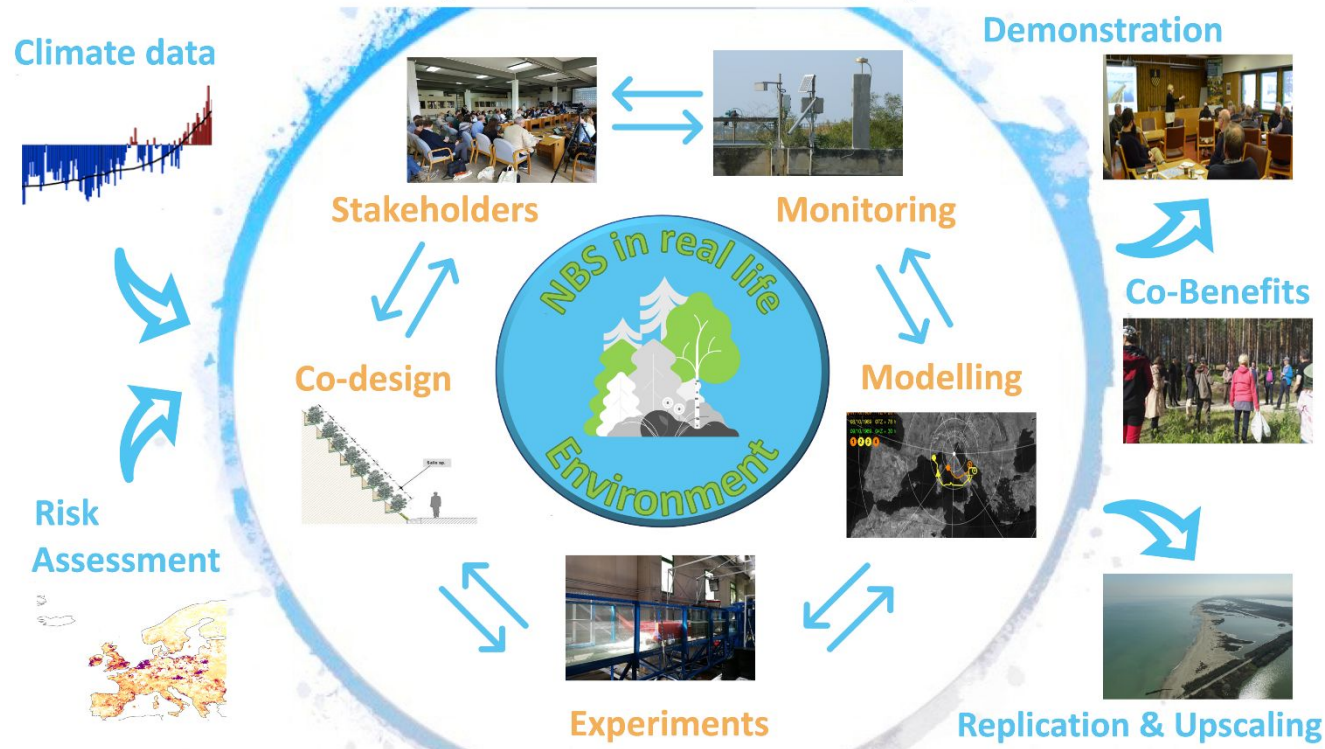 Climate data
Demonstration
Stakeholders
Monitoring
NBS in real life
Environment
Co-Benefits
Co-design
Modelling
Risk
Assessment
Experiments
Replication & Upscaling